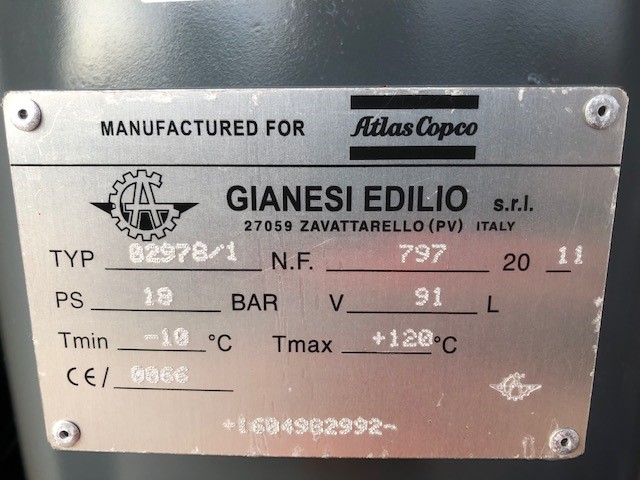 MANUFACTURED FOR Atlas Copco
GIANESI EDILIO s.r.l.
27059 ZAVATTARELLO (PV) ITALY
TYP 02978/1 N.F. 797 20 11
PS 18 BAR V 91 L
Tmin -10 °C Tmax +120 °C
CE/ 0066
+1604982992-